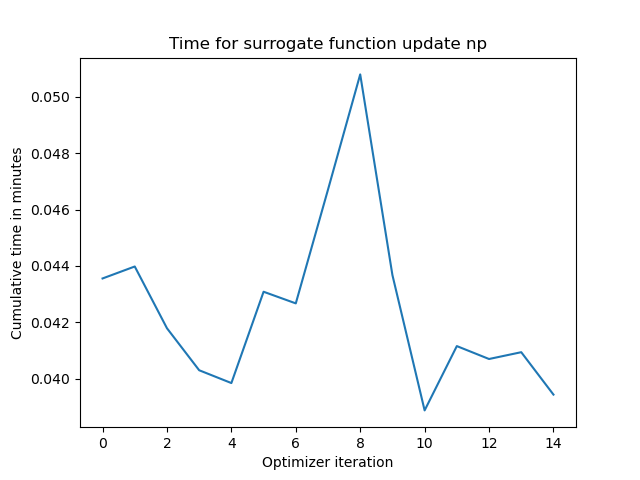 Time for surrogate function update np
Cumulative time in minutes
0.050
0.048
0.046
0.044
0.042
0.040
0 2 4 6 8 10 12 14
Optimizer iteration